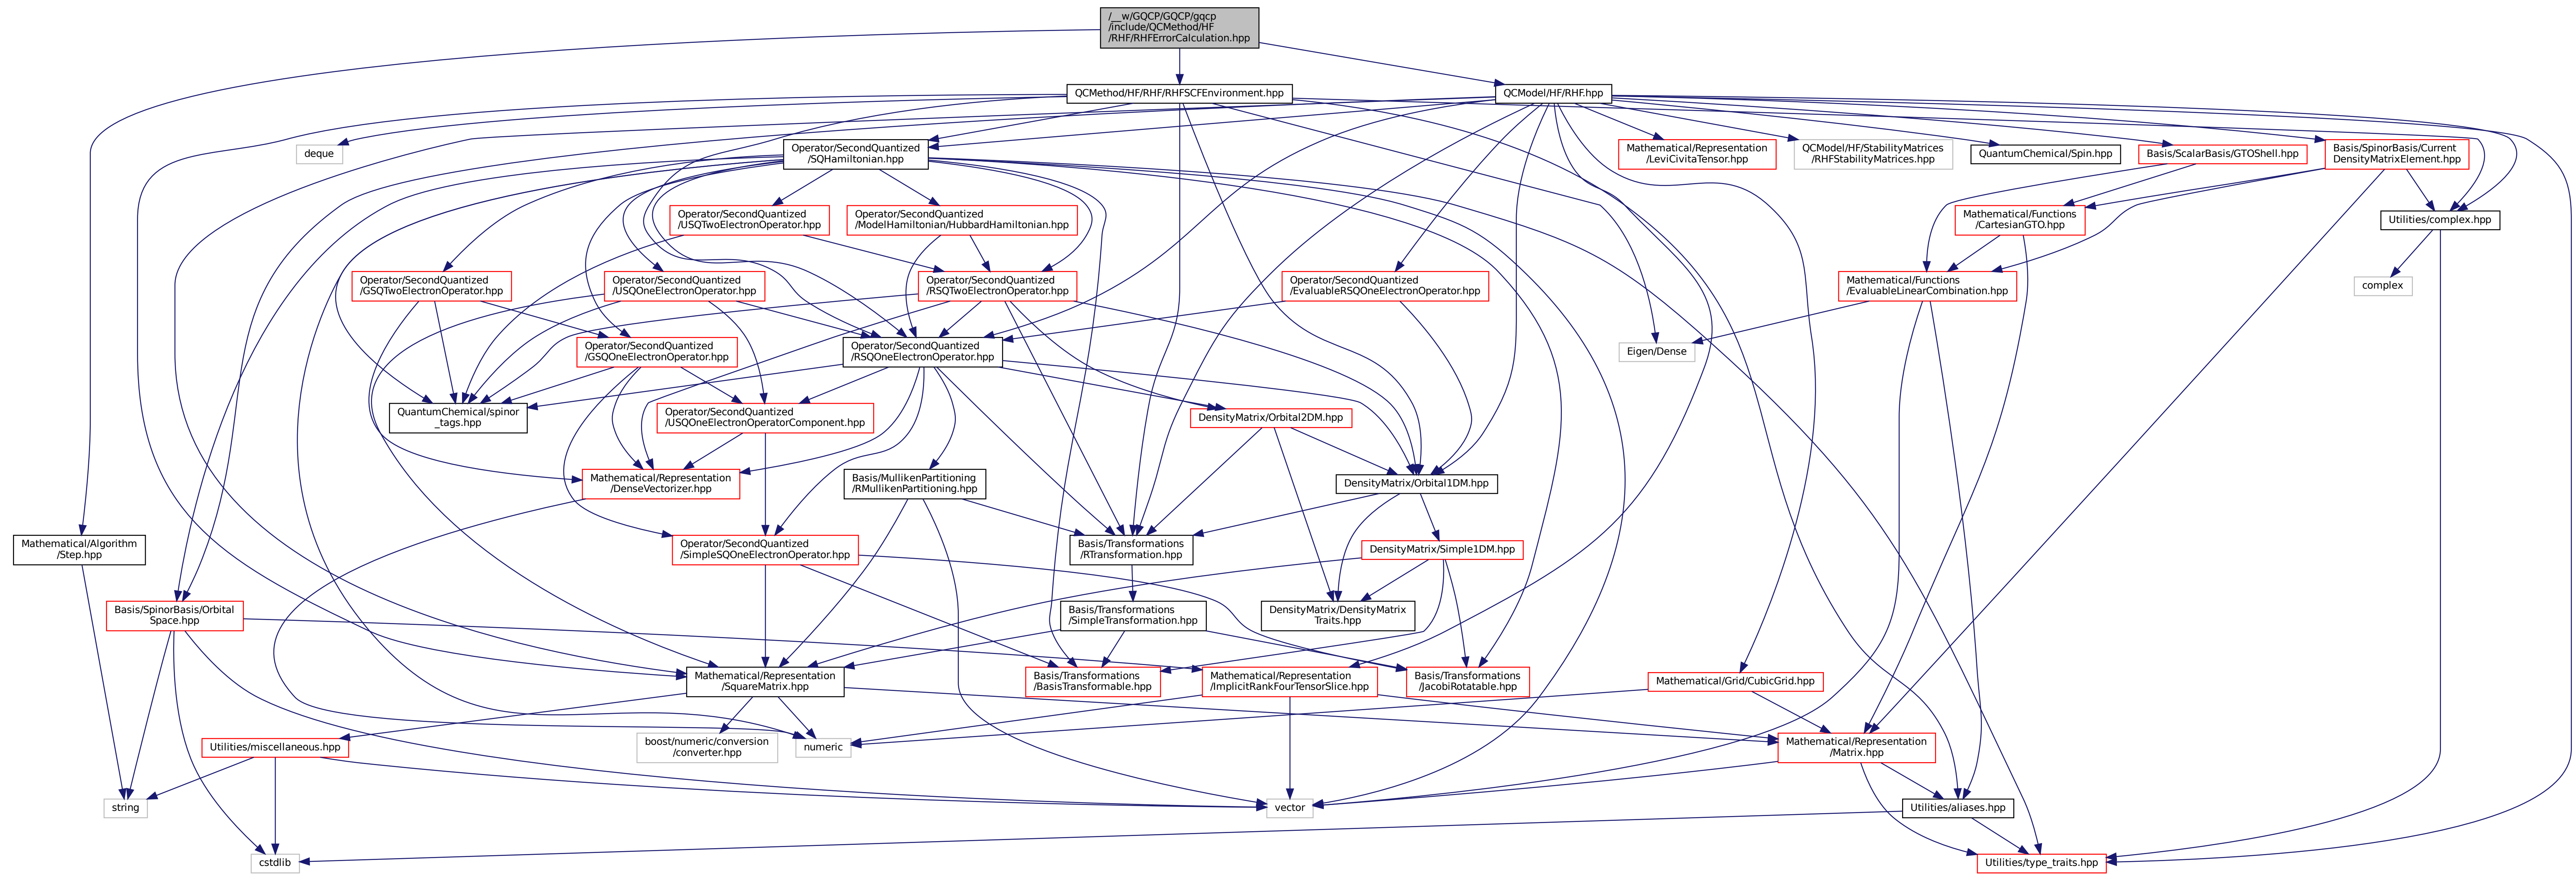 /__w/GQCP/GQCP/gqcp
/include/QCMethod/HF
/RHF/RHFErrorCalculation.hpp
QCMethod/HF/RHF/RHFSCFEnvironment.hpp
QCModel/HF/RHF.hpp
deque
Operator/SecondQuantized
/SQHamiltonian.hpp
Mathematical/Representation
/LeviCivitaTensor.hpp
QCModel/HF/StabilityMatrices
/RHFStabilityMatrices.hpp
QuantumChemical/Spin.hpp
Basis/ScalarBasis/GTOShell.hpp
Basis/SpinorBasis/Current
DensityMatrixElement.hpp
Operator/SecondQuantized
/USQTwoElectronOperator.hpp
Operator/SecondQuantized
/ModelHamiltonian/HubbardHamiltonian.hpp
Mathematical/Functions
/CartesianGTO.hpp
Utilities/complex.hpp
Operator/SecondQuantized
/GSQTwoElectronOperator.hpp
Operator/SecondQuantized
/USQOneElectronOperator.hpp
Operator/SecondQuantized
/RSQTwoElectronOperator.hpp
Operator/SecondQuantized
/EvaluableRSQOneElectronOperator.hpp
Mathematical/Functions
/EvaluableLinearCombination.hpp
complex
Operator/SecondQuantized
/GSQOneElectronOperator.hpp
Operator/SecondQuantized
/RSQOneElectronOperator.hpp
Eigen/Dense
QuantumChemical/spinor
_tags.hpp
Operator/SecondQuantized
/USQOneElectronOperatorComponent.hpp
DensityMatrix/Orbital2DM.hpp
Mathematical/Representation
/DenseVectorizer.hpp
Basis/MullikenPartitioning
/RMullikenPartitioning.hpp
DensityMatrix/Orbital1DM.hpp
Mathematical/Algorithm
/Step.hpp
Operator/SecondQuantized
/SimpleSQOneElectronOperator.hpp
Basis/Transformations
/RTransformation.hpp
DensityMatrix/Simple1DM.hpp
Basis/SpinorBasis/Orbital
Space.hpp
Basis/Transformations
/SimpleTransformation.hpp
DensityMatrix/DensityMatrix
Traits.hpp
Mathematical/Representation
/SquareMatrix.hpp
Basis/Transformations
/BasisTransformable.hpp
Mathematical/Representation
/ImplicitRankFourTensorSlice.hpp
Basis/Transformations
/JacobiRotatable.hpp
Mathematical/Grid/CubicGrid.hpp
Utilities/miscellaneous.hpp
boost/numeric/conversion
/converter.hpp
numeric
Mathematical/Representation
/Matrix.hpp
string
vector
Utilities/aliases.hpp
cstdlib
Utilities/type_traits.hpp